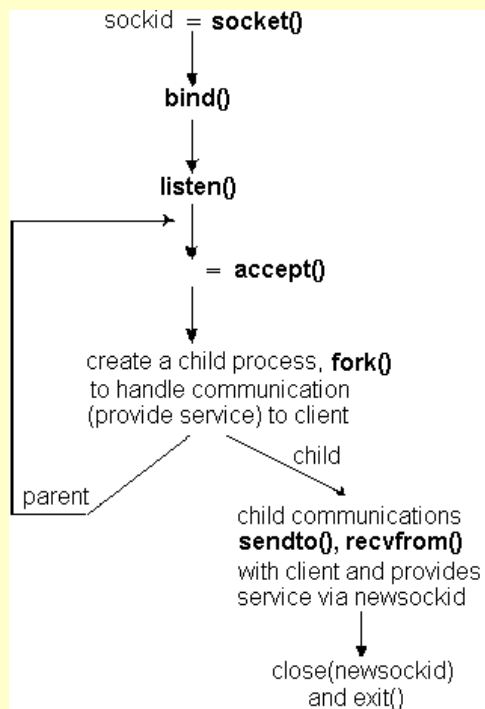 sockid = socket()
bind()
listen()
= accept()
create a child process, fork()
to handle communication
(provide service) to client
child
parent
child communications
sendto(), recvfrom()
with client and provides
service via newsockid
close(newsockid)
and exit()